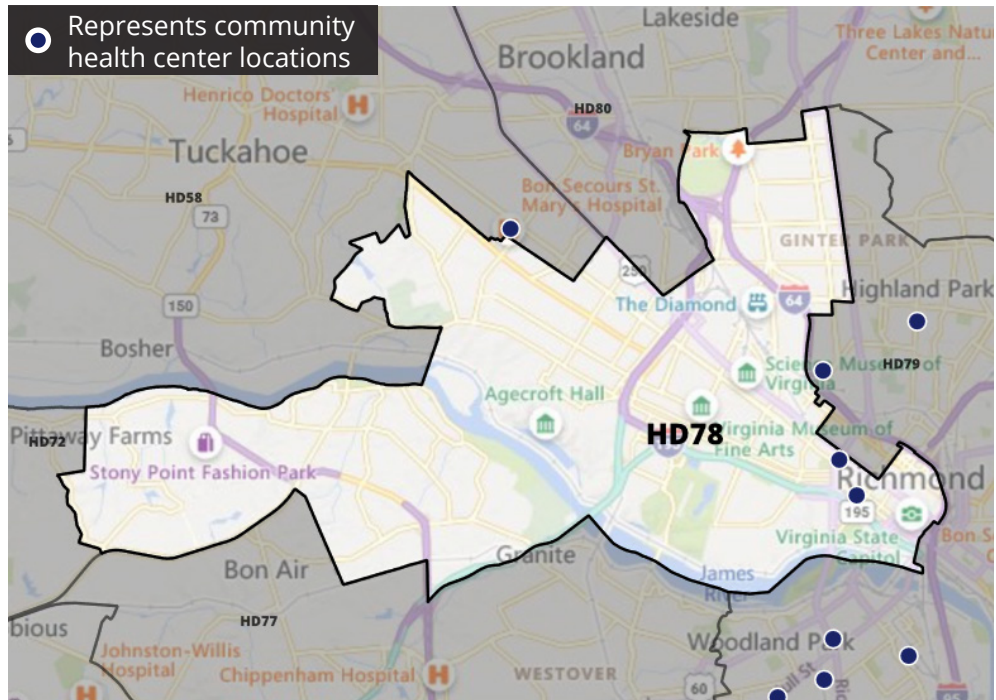 Represents community
health center locations
Lakeside
Three Lakes Natu
Center and...
Brookland
Henrico Doctors'
Hospital
HD80
64
Tuckahoe
Bryan Park
Bon Secours St.
Mary's Hospital
HD58
73
GINTER PARK
250
150
The Diamond
64
Highland Park
Bosher
Science Museum of
Virginia
HD79
Agecroft Hall
HD72
Pittaway Farms
HD78
Virginia Museum of
Fine Arts
Stony Point Fashion Park
Richmond
195
Virginia State
Capitol
Bon Se
Granite
Bon Air
James
River
HD77
bious
Woodland Park
Johnston-Willis
Hospital
Chippenham Hospital
WESTOVER
60